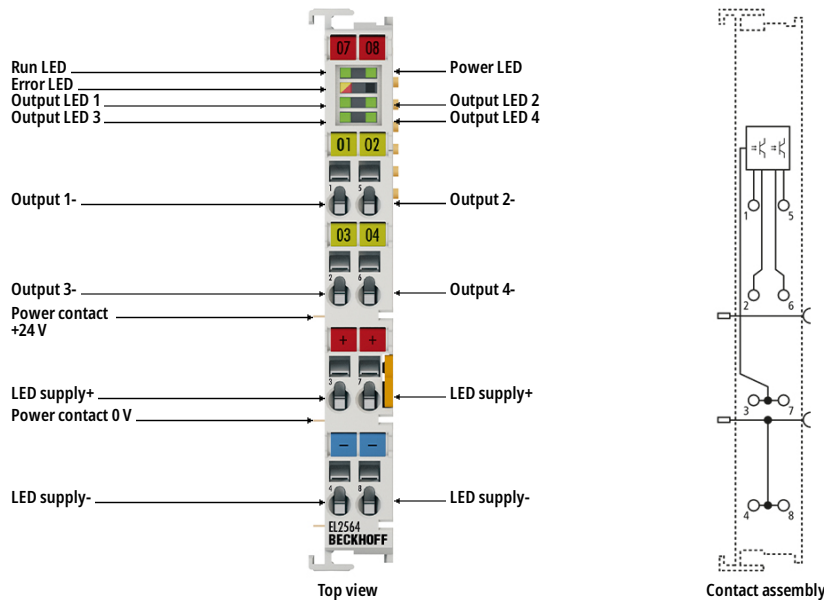 07 08
Run LED
Power LED
Error LED
Output LED 1
Output LED 2
Output LED 3
Output LED 4
01 02
1 5
Output 1-
Output 2-
03 04
2 6
Output 3-
Output 4-
Power contact
+24 V
+ +
3 7
LED supply+
LED supply+
Power contact 0 V
− −
4 8
LED supply-
LED supply-
EL2564
BECKHOFF
Top view
1 5
2 6
3 7
4 8
Contact assembly